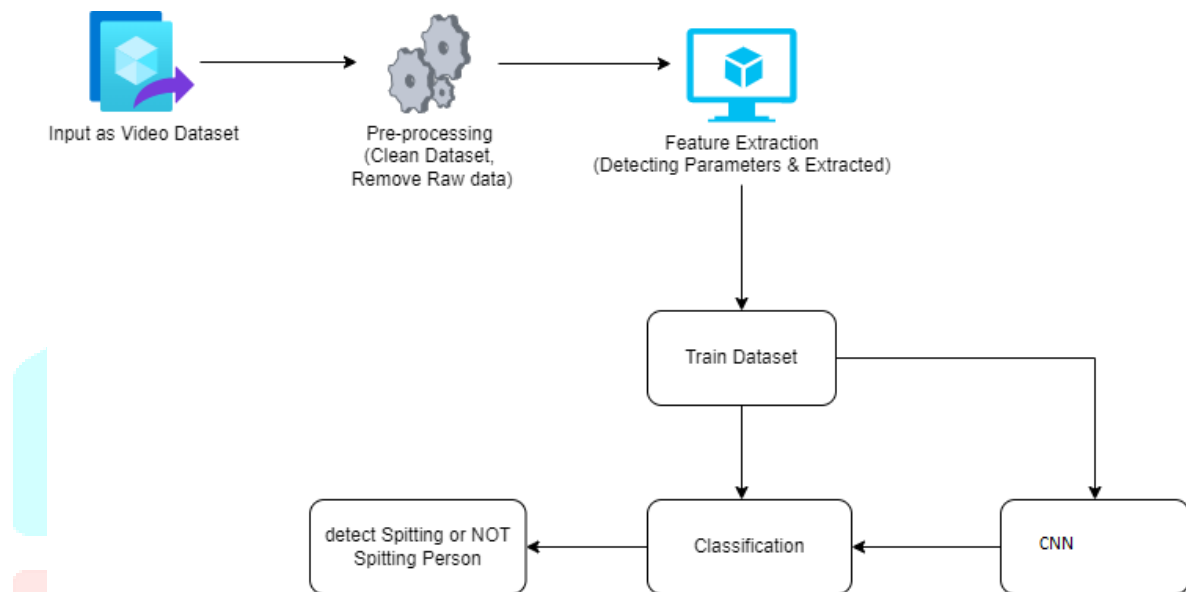 Input as Video Dataset
Pre-processing
(Clean Dataset,
Remove Raw data)
Feature Extraction
(Detecting Parameters & Extracted)
Train Dataset
detect Spitting or NOT
Spitting Person
Classification
CNN